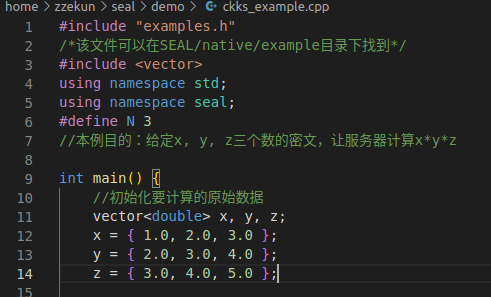 home > zzekun > seal > demo > ckks_example.cpp
1 #include "examples.h"
2 /*该文件可以在SEAL/native/example目录下找到*/
3 #include <vector>
4 using namespace std;
5 using namespace seal;
6 #define N 3
7 //本例目的：给定x, y, z三个数的密文，让服务器计算x*y*z
8
9 int main() {
10 //初始化要计算的原始数据
11 vector<double> x, y, z;
12 x = { 1.0, 2.0, 3.0 };
13 y = { 2.0, 3.0, 4.0 };
14 z = { 3.0, 4.0, 5.0 };
15